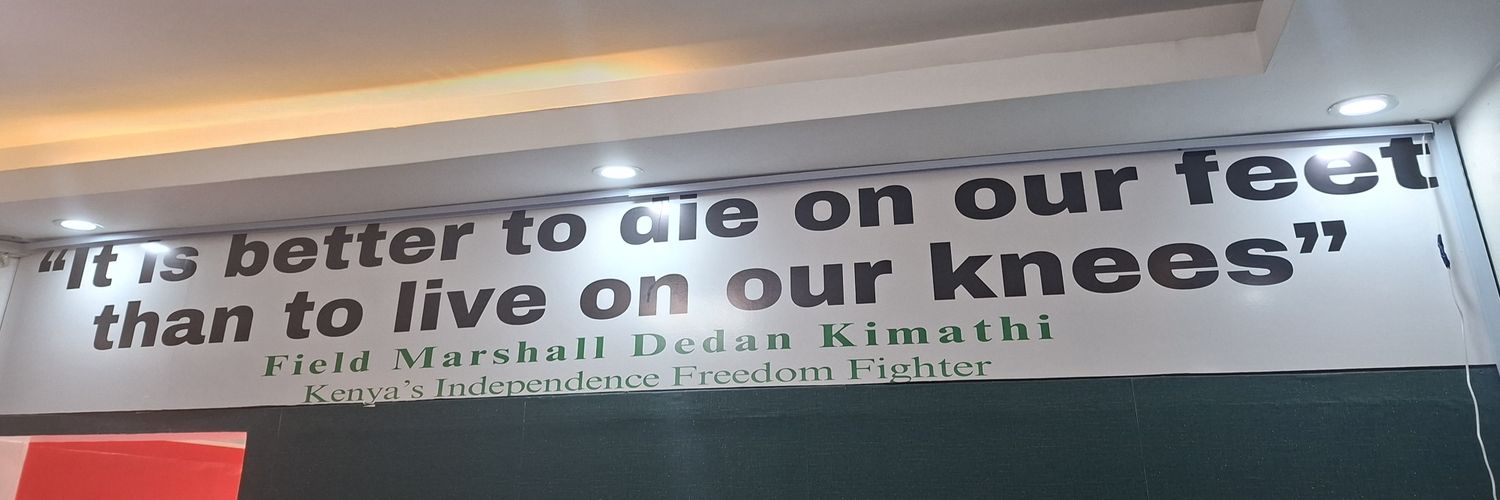 “It is better to die on our feet
than to live on our knees”
Field Marshall Dedan Kimathi
Kenya’s Independence Freedom Fighter